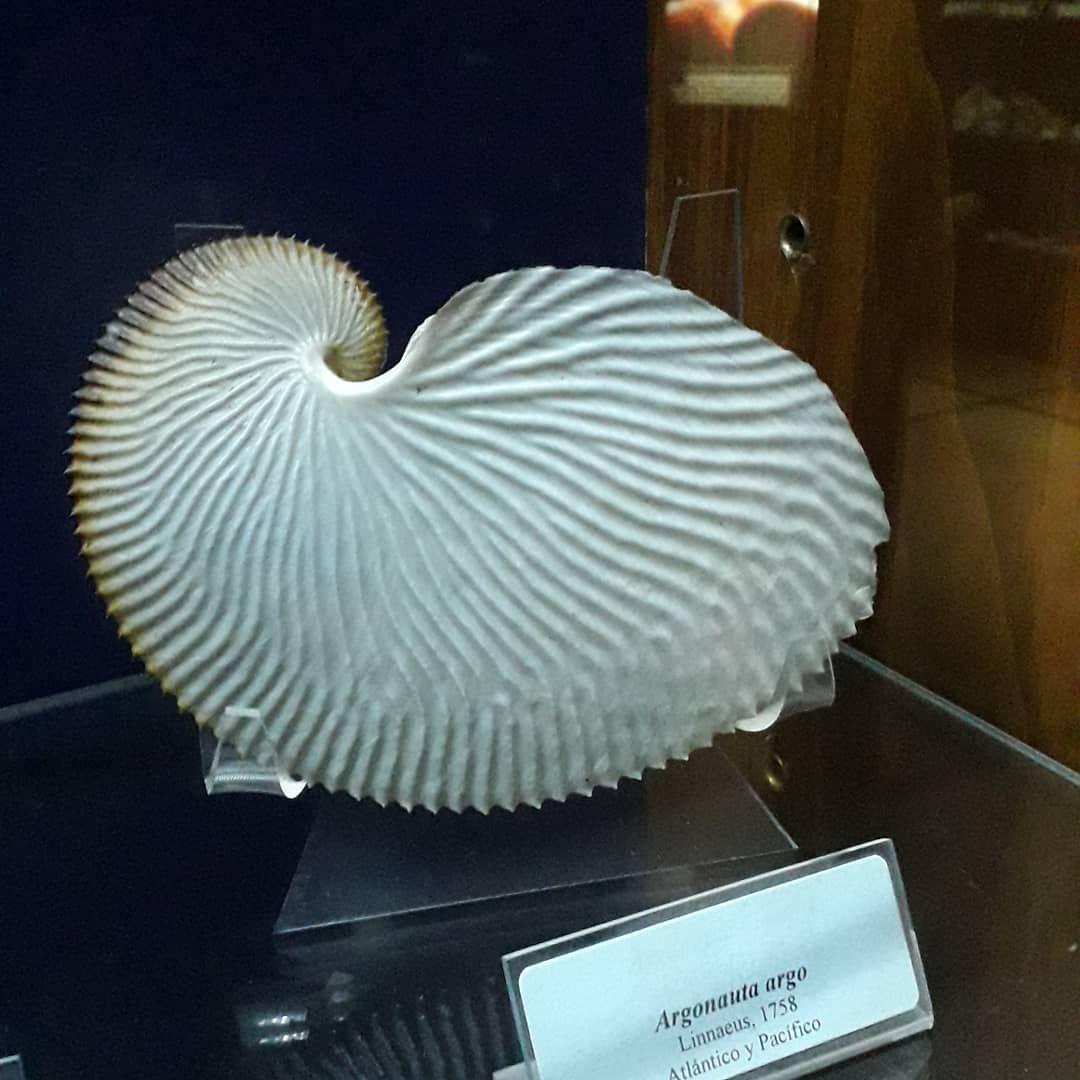 Argonauta argo
Linnaeus, 1758
Atlántico y Pacífico